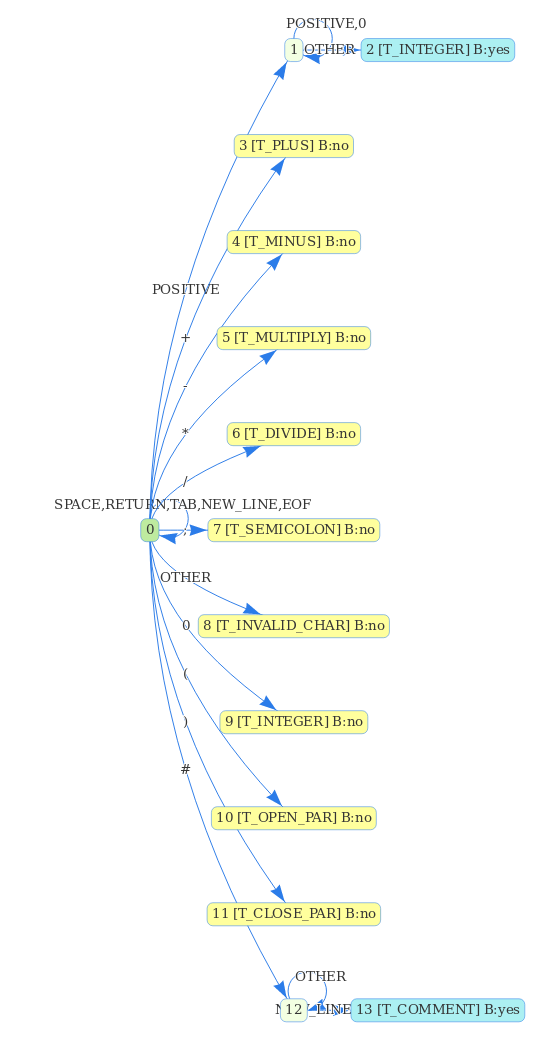 POSITIVE,0
1
OTHER
2 [T_INTEGER] B:yes
3 [T_PLUS] B:no
4 [T_MINUS] B:no
POSITIVE
+
5 [T_MULTIPLY] B:no
-
*
6 [T_DIVIDE] B:no
/
SPACE,RETURN,TAB,NEW_LINE,EOF
0
;
7 [T_SEMICOLON] B:no
OTHER
0
8 [T_INVALID_CHAR] B:no
(
)
9 [T_INTEGER] B:no
#
10 [T_OPEN_PAR] B:no
11 [T_CLOSE_PAR] B:no
OTHER
12
NEW_LINE
13 [T_COMMENT] B:yes